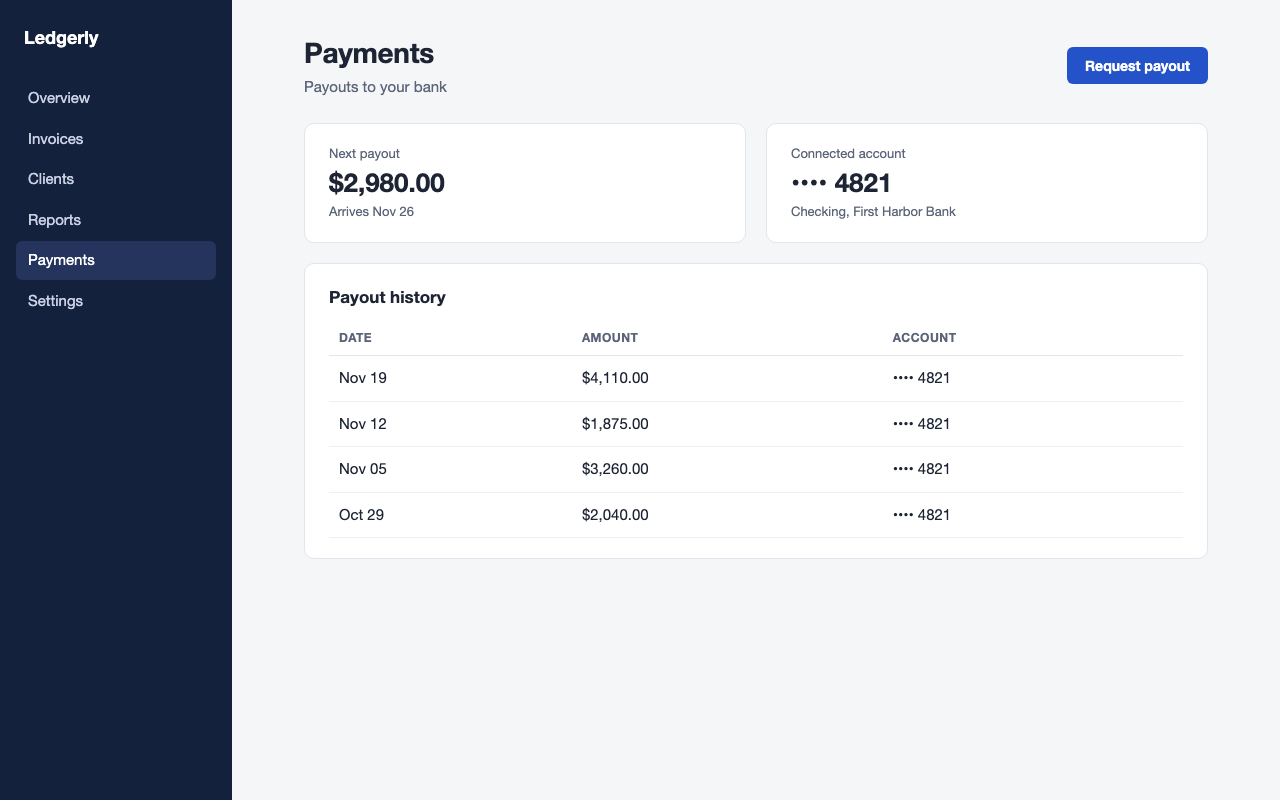 Ledgerly
Overview
Invoices
Clients
Reports
Payments
Settings
Payments
Payouts to your bank
Request payout
Next payout
$2,980.00
Arrives Nov 26
Connected account
•••• 4821
Checking, First Harbor Bank
Payout history
DATE AMOUNT ACCOUNT
Nov 19 $4,110.00 •••• 4821
Nov 12 $1,875.00 •••• 4821
Nov 05 $3,260.00 •••• 4821
Oct 29 $2,040.00 •••• 4821